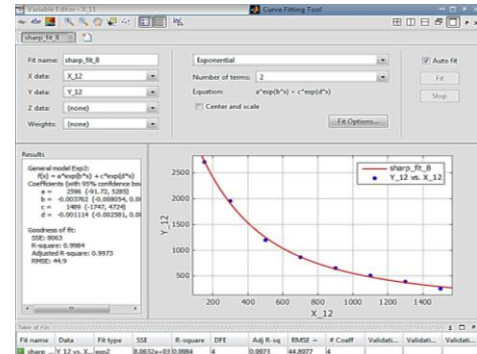 Variable Editor - X_11
Curve Fitting Tool
sharp_fit_8
Fit name: sharp_fit_8
X data: X_12
Y data: Y_12
Z data: (none)
Weights: (none)
Exponential
Number of terms: 2
Equation: a*exp(b*x) + c*exp(d*x)
Center and scale
Fit Options...
Auto fit
Fit
Stop
Results
General model Exp2:
f(x) = a*exp(b*x) + c*exp(d*x)
Coefficients (with 95% confidence bou
a = 2596 (-91.72, 5285)
b = -0.003762 (-0.008054, 0.00
c = 1489 (-1747, 4724)
d = -0.001114 (-0.002581, 0.00
Goodness of fit:
SSE: 8063
R-square: 0.9984
Adjusted R-square: 0.9973
RMSE: 44.9
sharp_fit_8
Y_12 vs. X_12
2500
2000
1500
1000
500
Y_12
200 400 600 800 1000 1200 1400
X_12
Table of Fits
Fit name Data Fit type SSE R-square DFE Adj R-sq RMSE # Coeff Validati... Validati... Validati...
sharp_... Y_12 vs. X... exp2 8.0632e+03 0.9984 4 0.9973 44.8977 4